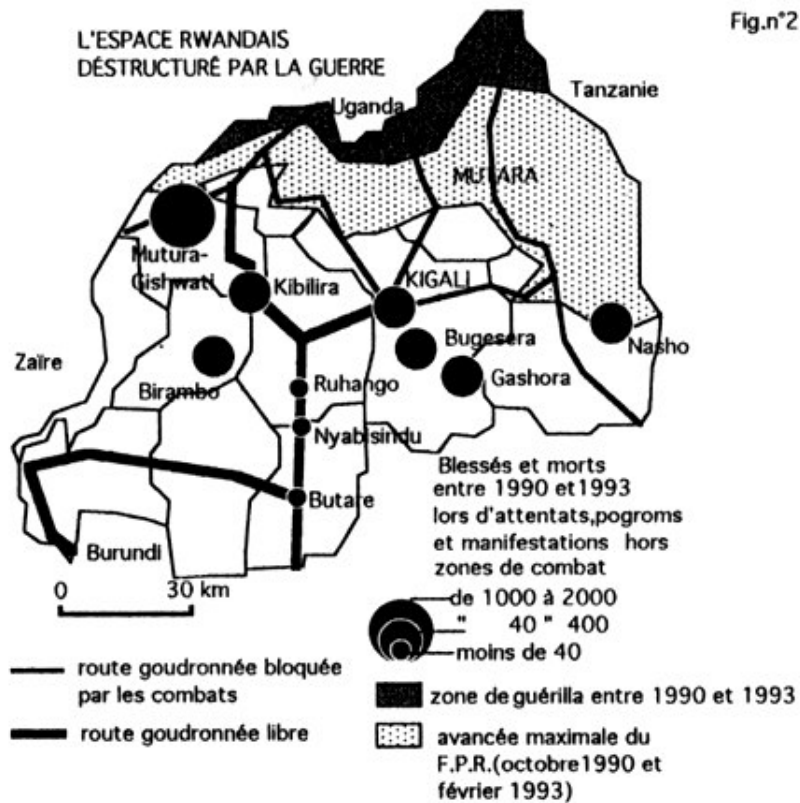 Fig.n°2
L'ESPACE RWANDAIS
DÉSTRUCTURÉ PAR LA GUERRE
Uganda
Tanzanie
MUTARA
Mutura-
Gishwati
Kibilira
KIGALI
Bugesera
Nasho
Zaïre
Birambo
Gashora
Ruhango
Nyabisindu
Butare
Burundi
0 30 km
Blessés et morts
entre 1990 et1993
lors d'attentats,pogroms
et manifestations hors
zones de combat
de 1000 à 2000
" 40 " 400
moins de 40
route goudronnée bloquée
par les combats
route goudronnée libre
zone de guérilla entre 1990 et 1993
avancée maximale du
F.P.R.(octobre1990 et
février 1993)